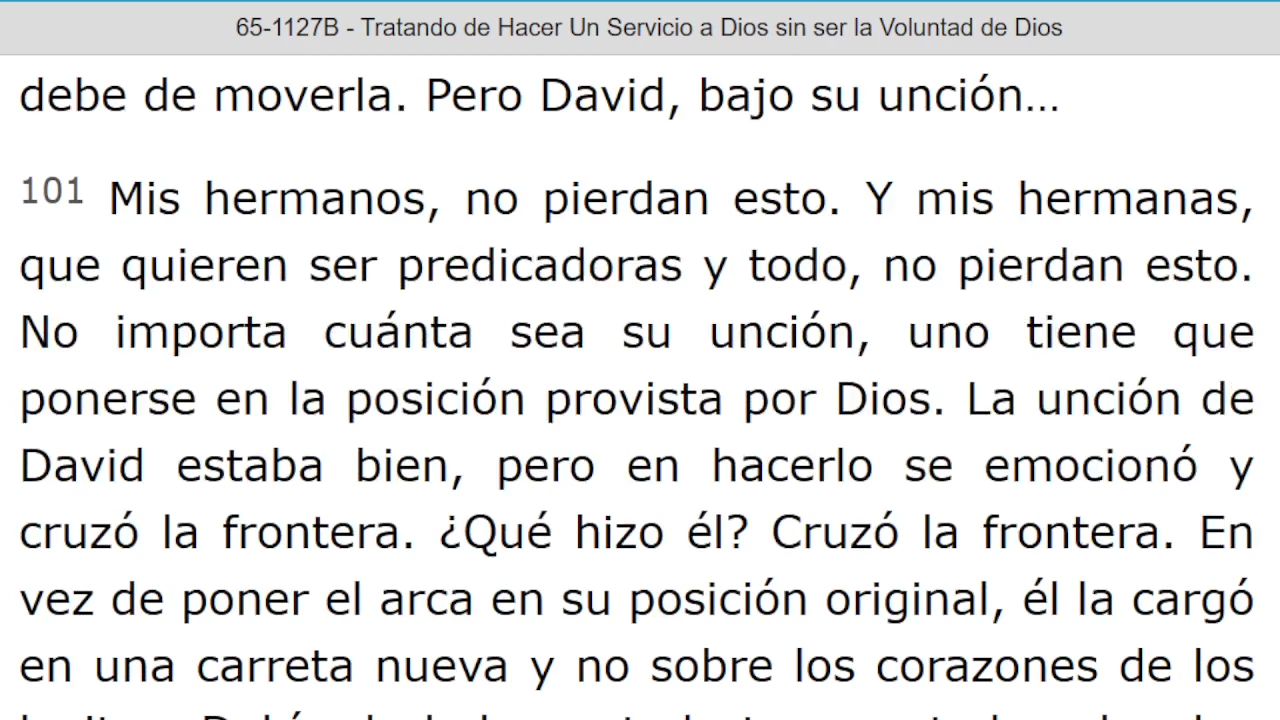 65-1127B - Tratando de Hacer Un Servicio a Dios sin ser la Voluntad de Dios
debe de moverla. Pero David, bajo su unción…
101 Mis hermanos, no pierdan esto. Y mis hermanas,
que quieren ser predicadoras y todo, no pierdan esto.
No importa cuánta sea su unción, uno tiene que
ponerse en la posición provista por Dios. La unción de
David estaba bien, pero en hacerlo se emocionó y
cruzó la frontera. ¿Qué hizo él? Cruzó la frontera. En
vez de poner el arca en su posición original, él la cargó
en una carreta nueva y no sobre los corazones de los